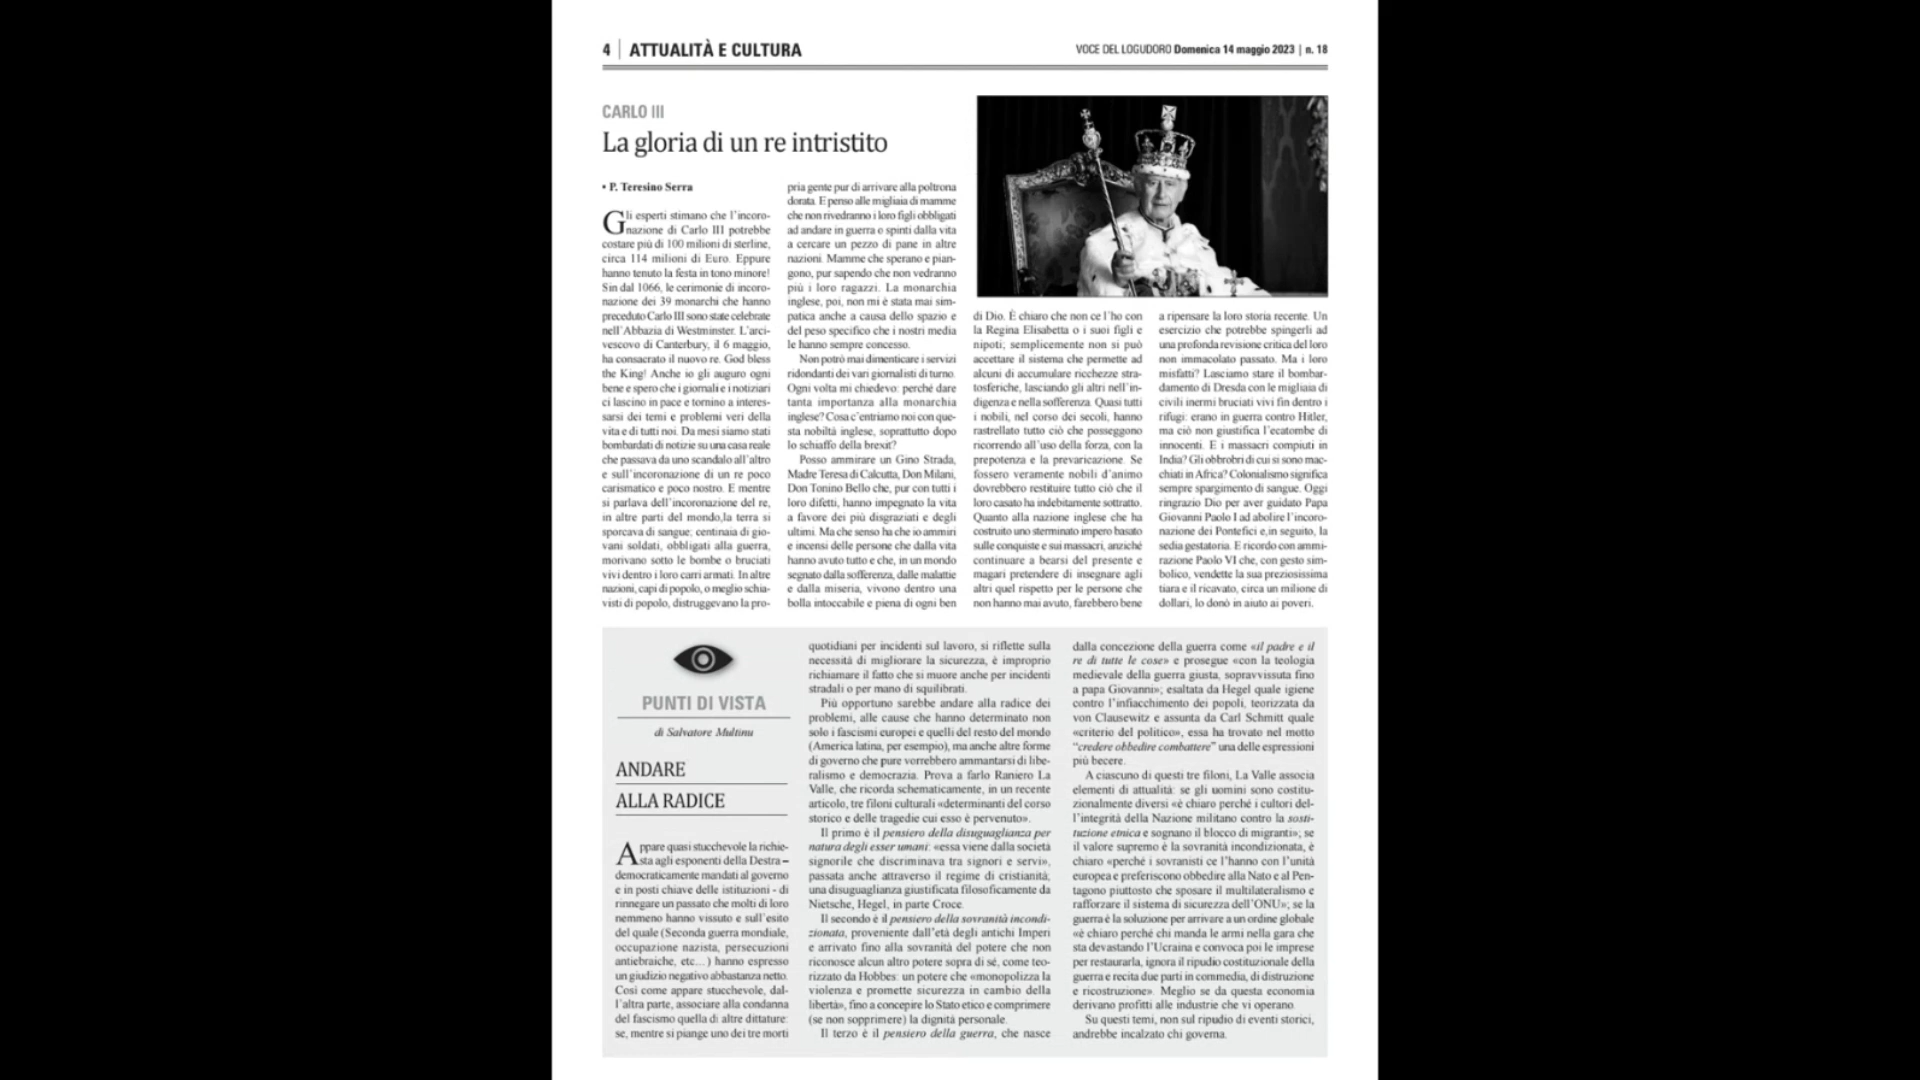 4 | ATTUALITÀ E CULTURA
VOCE DEL LOGUDORO Domenica 14 maggio 2023 | n. 18
CARLO III
La gloria di un re intristito
• P. Teresino Serra
Gli esperti stimano che l'incoro-
nazione di Carlo III potrebbe
costare più di 100 milioni di sterline,
circa 114 milioni di Euro. Eppure
hanno tenuto la festa in tono minore!
Sin dal 1066, le cerimonie di incoro-
nazione dei 39 monarchi che hanno
preceduto Carlo III sono state celebrate
nell'Abbazia di Westminster. L'arci-
vescovo di Canterbury, il 6 maggio,
ha consacrato il nuovo re. God bless
the King! Anche io gli auguro ogni
bene e spero che i giornali e i notiziari
ci lascino in pace e tornino a interes-
sarsi dei temi e problemi veri della
vita e di tutti noi. Da mesi siamo stati
bombardati di notizie su una casa reale
che passava da uno scandalo all'altro
e sull'incoronazione di un re poco
carismatico e poco nostro. E mentre
si parlava dell'incoronazione del re,
in altre parti del mondo,la terra si
sporcava di sangue: centinaia di gio-
vani soldati, obbligati alla guerra,
morivano sotto le bombe o bruciati
vivi dentro i loro carri armati. In altre
nazioni, capi di popolo, o meglio schia-
visti di popolo, distruggevano la pro-
pria gente pur di arrivare alla poltrona
dorata. E penso alle migliaia di mamme
che non rivedranno i loro figli obbligati
ad andare in guerra o spinti dalla vita
a cercare un pezzo di pane in altre
nazioni. Mamme che sperano e pian-
gono, pur sapendo che non vedranno
più i loro ragazzi. La monarchia
inglese, poi, non mi è stata mai sim-
patica anche a causa dello spazio e
del peso specifico che i nostri media
le hanno sempre concesso.
Non potrò mai dimenticare i servizi
ridondanti dei vari giornalisti di turno.
Ogni volta mi chiedevo: perché dare
tanta importanza alla monarchia
inglese? Cosa c'entriamo noi con que-
sta nobiltà inglese, soprattutto dopo
lo schiaffo della brexit?
Posso ammirare un Gino Strada,
Madre Teresa di Calcutta, Don Milani,
Don Tonino Bello che, pur con tutti i
loro difetti, hanno impegnato la vita
a favore dei più disgraziati e degli
ultimi. Ma che senso ha che io ammiri
e incensi delle persone che dalla vita
hanno avuto tutto e che, in un mondo
segnato dalla sofferenza, dalle malattie
e dalla miseria, vivono dentro una
bolla intoccabile e piena di ogni ben
di Dio. È chiaro che non ce l'ho con
la Regina Elisabetta o i suoi figli e
nipoti; semplicemente non si può
accettare il sistema che permette ad
alcuni di accumulare ricchezze stra-
tosferiche, lasciando gli altri nell'in-
digenza e nella sofferenza. Quasi tutti
i nobili, nel corso dei secoli, hanno
rastrellato tutto ciò che posseggono
ricorrendo all'uso della forza, con la
prepotenza e la prevaricazione. Se
fossero veramente nobili d'animo
dovrebbero restituire tutto ciò che il
loro casato ha indebitamente sottratto.
Quanto alla nazione inglese che ha
costruito uno sterminato impero basato
sulle conquiste e sui massacri, anziché
continuare a bearsi del presente e
magari pretendere di insegnare agli
altri quel rispetto per le persone che
non hanno mai avuto, farebbero bene
a ripensare la loro storia recente. Un
esercizio che potrebbe spingerli ad
una profonda revisione critica del loro
non immacolato passato. Ma i loro
misfatti? Lasciamo stare il bombar-
damento di Dresda con le migliaia di
civili inermi bruciati vivi fin dentro i
rifugi: erano in guerra contro Hitler,
ma ciò non giustifica l'ecatombe di
innocenti. E i massacri compiuti in
India? Gli obbrobri di cui si sono mac-
chiati in Africa? Colonialismo significa
sempre spargimento di sangue. Oggi
ringrazio Dio per aver guidato Papa
Giovanni Paolo I ad abolire l'incoro-
nazione dei Pontefici e,in seguito, la
sedia gestatoria. E ricordo con ammi-
razione Paolo VI che, con gesto sim-
bolico, vendette la sua preziosissima
tiara e il ricavato, circa un milione di
dollari, lo donò in aiuto ai poveri.
PUNTI DI VISTA
di Salvatore Multinu
ANDARE
ALLA RADICE
Appare quasi stucchevole la richie-
sta agli esponenti della Destra –
democraticamente mandati al governo
e in posti chiave delle istituzioni - di
rinnegare un passato che molti di loro
nemmeno hanno vissuto e sull'esito
del quale (Seconda guerra mondiale,
occupazione nazista, persecuzioni
antiebraiche, etc...) hanno espresso
un giudizio negativo abbastanza netto.
Così come appare stucchevole, dal-
l'altra parte, associare alla condanna
del fascismo quella di altre dittature:
se, mentre si piange uno dei tre morti
quotidiani per incidenti sul lavoro, si riflette sulla
necessità di migliorare la sicurezza, è improprio
richiamare il fatto che si muore anche per incidenti
stradali o per mano di squilibrati.
Più opportuno sarebbe andare alla radice dei
problemi, alle cause che hanno determinato non
solo i fascismi europei e quelli del resto del mondo
(America latina, per esempio), ma anche altre forme
di governo che pure vorrebbero ammantarsi di libe-
ralismo e democrazia. Prova a farlo Raniero La
Valle, che ricorda schematicamente, in un recente
articolo, tre filoni culturali «determinanti del corso
storico e delle tragedie cui esso è pervenuto».
Il primo è il pensiero della disuguaglianza per
natura degli esser umani: «essa viene dalla società
signorile che discriminava tra signori e servi»,
passata anche attraverso il regime di cristianità;
una disuguaglianza giustificata filosoficamente da
Nietsche, Hegel, in parte Croce.
Il secondo è il pensiero della sovranità incondi-
zionata, proveniente dall'età degli antichi Imperi
e arrivato fino alla sovranità del potere che non
riconosce alcun altro potere sopra di sé, come teo-
rizzato da Hobbes: un potere che «monopolizza la
violenza e promette sicurezza in cambio della
libertà», fino a concepire lo Stato etico e comprimere
(se non sopprimere) la dignità personale.
Il terzo è il pensiero della guerra, che nasce
dalla concezione della guerra come «il padre e il
re di tutte le cose» e prosegue «con la teologia
medievale della guerra giusta, sopravvissuta fino
a papa Giovanni»; esaltata da Hegel quale igiene
contro l'infiacchimento dei popoli, teorizzata da
von Clausewitz e assunta da Carl Schmitt quale
«criterio del politico», essa ha trovato nel motto
“credere obbedire combattere” una delle espressioni
più becere.
A ciascuno di questi tre filoni, La Valle associa
elementi di attualità: se gli uomini sono costitu-
zionalmente diversi «è chiaro perché i cultori del-
l'integrità della Nazione militano contro la sosti-
tuzione etnica e sognano il blocco di migranti»; se
il valore supremo è la sovranità incondizionata, è
chiaro «perché i sovranisti ce l'hanno con l'unità
europea e preferiscono obbedire alla Nato e al Pen-
tagono piuttosto che sposare il multilateralismo e
rafforzare il sistema di sicurezza dell'ONU»; se la
guerra è la soluzione per arrivare a un ordine globale
«è chiaro perché chi manda le armi nella gara che
sta devastando l'Ucraina e convoca poi le imprese
per restaurarla, ignora il ripudio costituzionale della
guerra e recita due parti in commedia, di distruzione
e ricostruzione». Meglio se da questa economia
derivano profitti alle industrie che vi operano.
Su questi temi, non sul ripudio di eventi storici,
andrebbe incalzato chi governa.